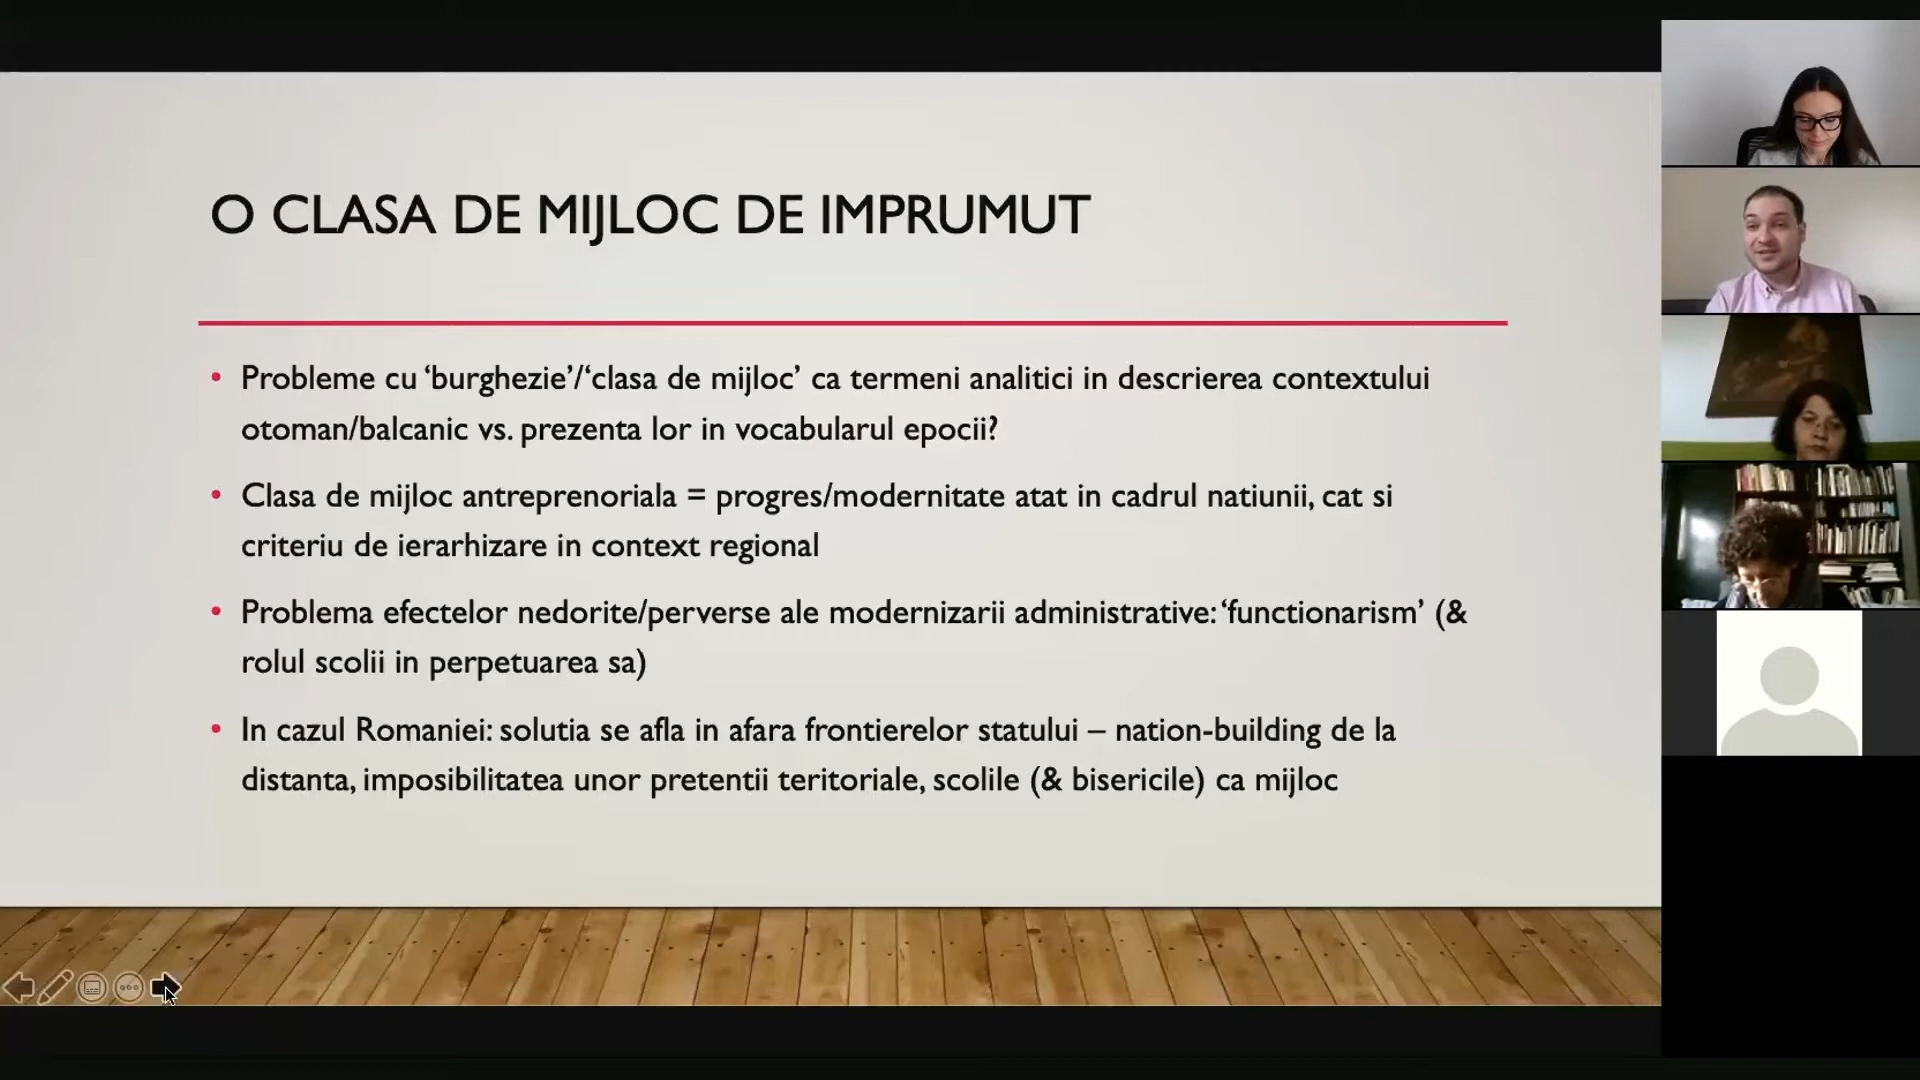 O CLASA DE MIJLOC DE IMPRUMUT
• Probleme cu ‘burghezie’/‘clasa de mijloc’ ca termeni analitici in descrierea contextului
otoman/balcanic vs. prezenta lor in vocabularul epocii?
• Clasa de mijloc antreprenoriala = progres/modernitate atat in cadrul natiunii, cat si
criteriu de ierarhizare in context regional
• Problema efectelor nedorite/perverse ale modernizarii administrative: ‘functionarism’ (&
rolul scolii in perpetuarea sa)
• In cazul Romaniei: solutia se afla in afara frontierelor statului – nation-building de la
distanta, imposibilitatea unor pretentii teritoriale, scolile (& bisericile) ca mijloc